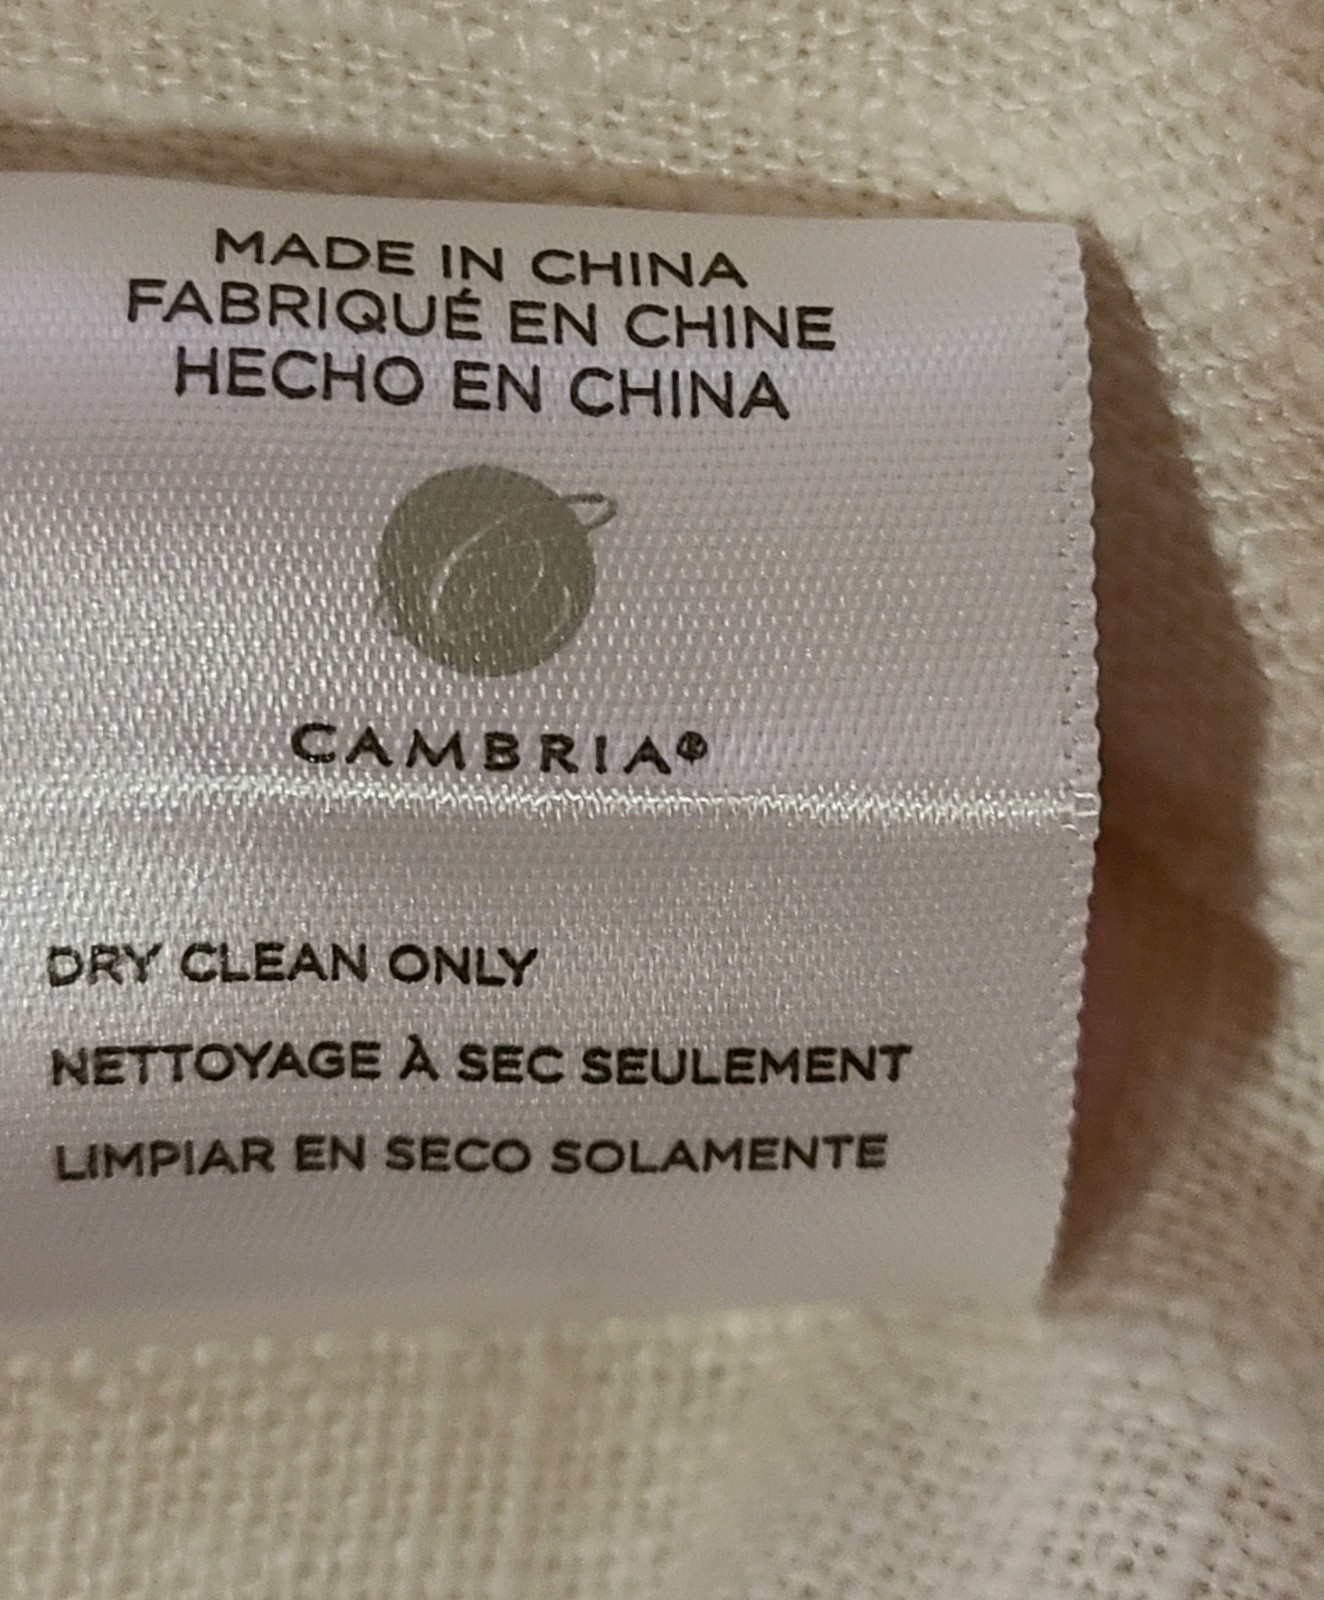 MADE IN CHINA
FABRIQUÉ EN CHINE
HECHO EN CHINA
CAMBRIA®
DRY CLEAN ONLY
NETTOYAGE À SEC SEULEMENT
LIMPIAR EN SECO SOLAMENTE